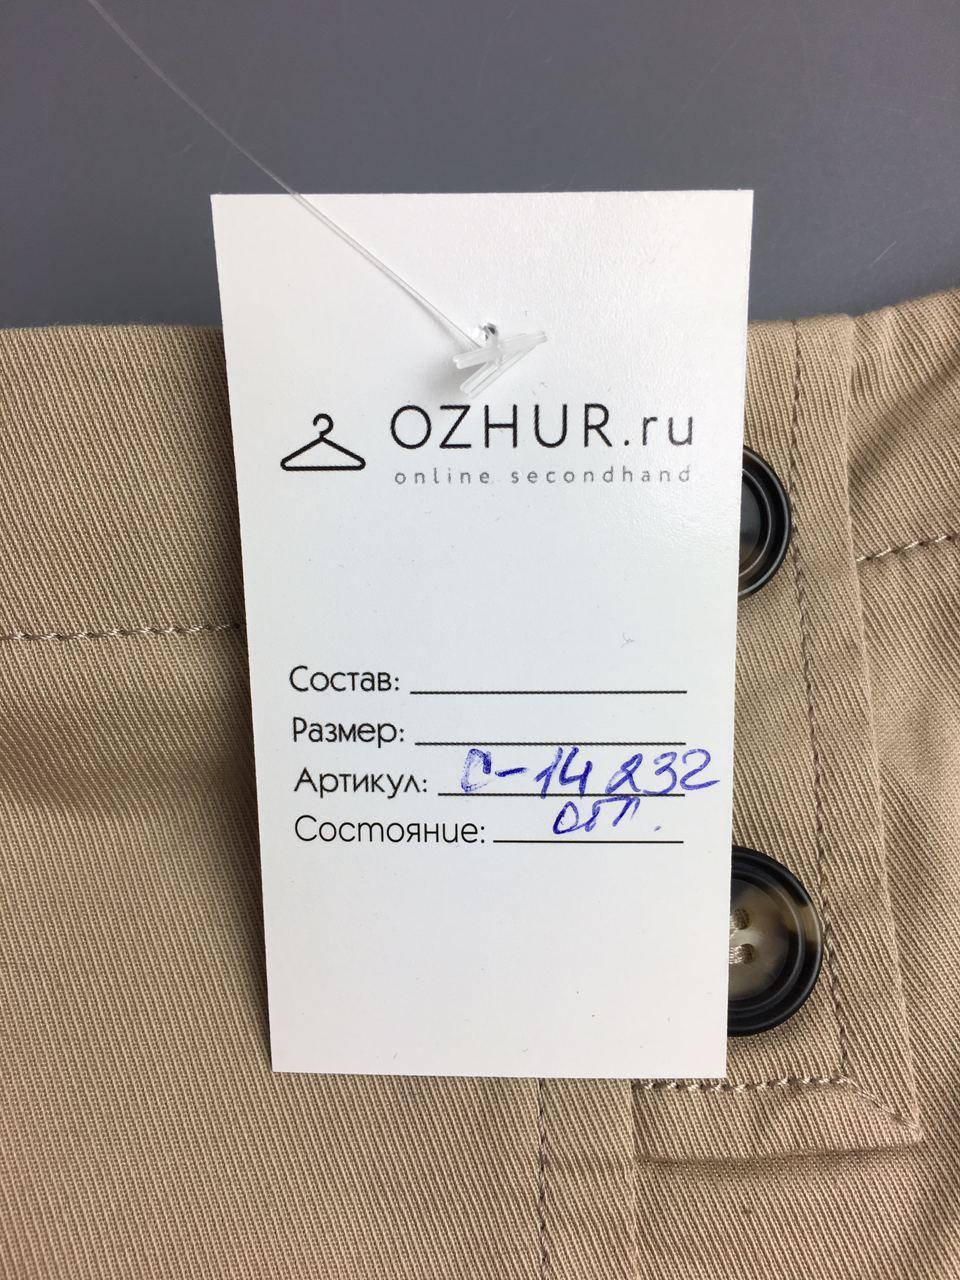 OZHUR.ru
online secondhand
Состав:
Размер:
Артикул: С-14232
Состояние: отл.